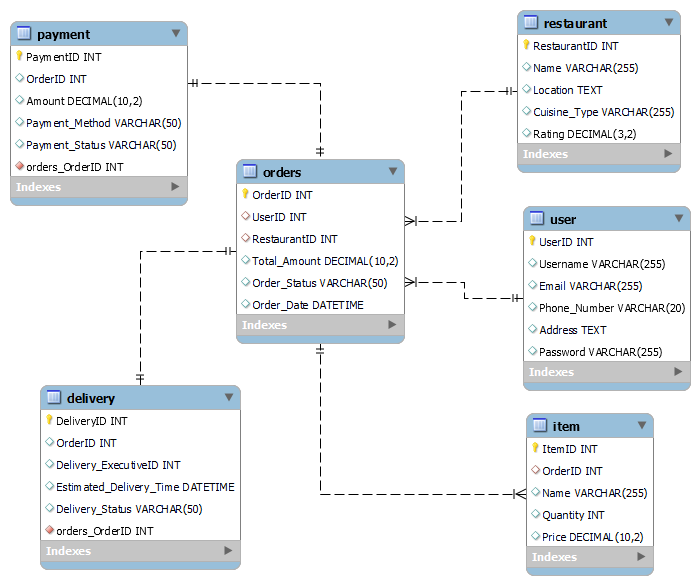 payment
PaymentID INT
OrderID INT
Amount DECIMAL(10,2)
Payment_Method VARCHAR(50)
Payment_Status VARCHAR(50)
orders_OrderID INT
Indexes
restaurant
RestaurantID INT
Name VARCHAR(255)
Location TEXT
Cuisine_Type VARCHAR(255)
Rating DECIMAL(3,2)
Indexes
orders
OrderID INT
UserID INT
RestaurantID INT
Total_Amount DECIMAL(10,2)
Order_Status VARCHAR(50)
Order_Date DATETIME
Indexes
user
UserID INT
Username VARCHAR(255)
Email VARCHAR(255)
Phone_Number VARCHAR(20)
Address TEXT
Password VARCHAR(255)
Indexes
delivery
DeliveryID INT
OrderID INT
Delivery_ExecutiveID INT
Estimated_Delivery_Time DATETIME
Delivery_Status VARCHAR(50)
orders_OrderID INT
Indexes
item
ItemID INT
OrderID INT
Name VARCHAR(255)
Quantity INT
Price DECIMAL(10,2)
Indexes